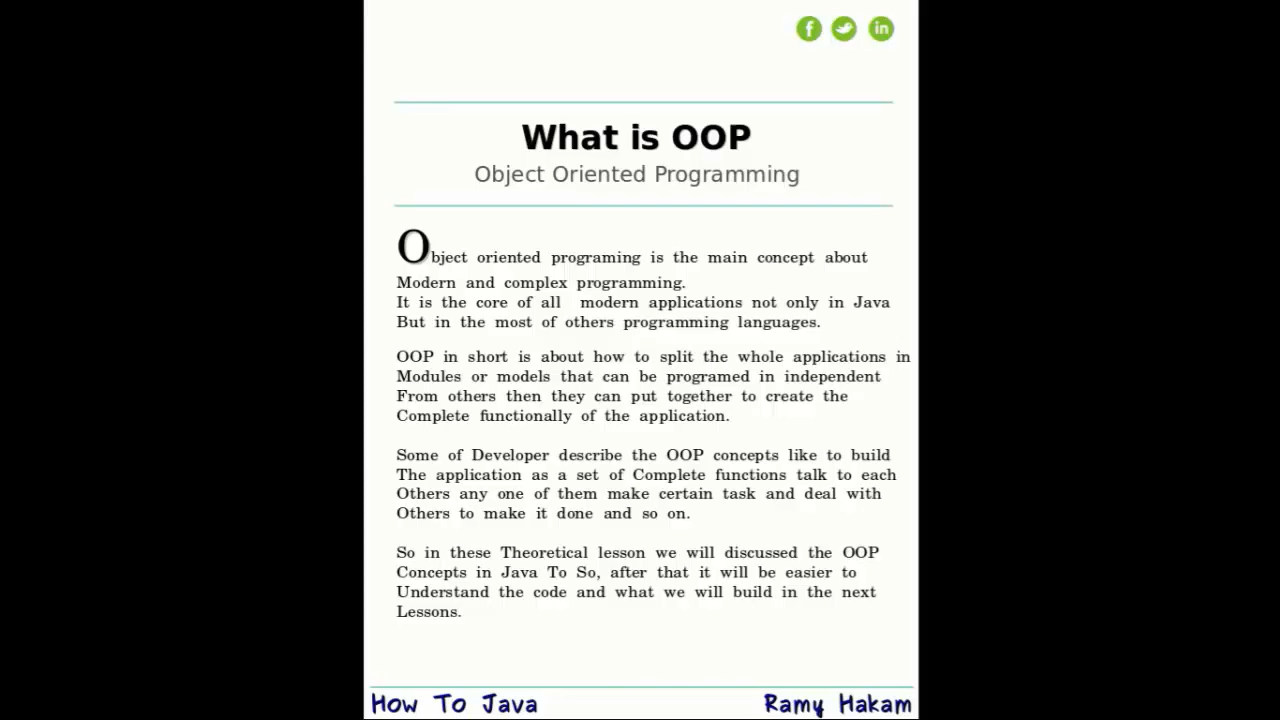 What is OOP
Object Oriented Programming
Object oriented programing is the main concept about
Modern and complex programming.
It is the core of all modern applications not only in Java
But in the most of others programming languages.
OOP in short is about how to split the whole applications in
Modules or models that can be programed in independent
From others then they can put together to create the
Complete functionally of the application.
Some of Developer describe the OOP concepts like to build
The application as a set of Complete functions talk to each
Others any one of them make certain task and deal with
Others to make it done and so on.
So in these Theoretical lesson we will discussed the OOP
Concepts in Java To So, after that it will be easier to
Understand the code and what we will build in the next
Lessons.
How To Java Ramy Hakam